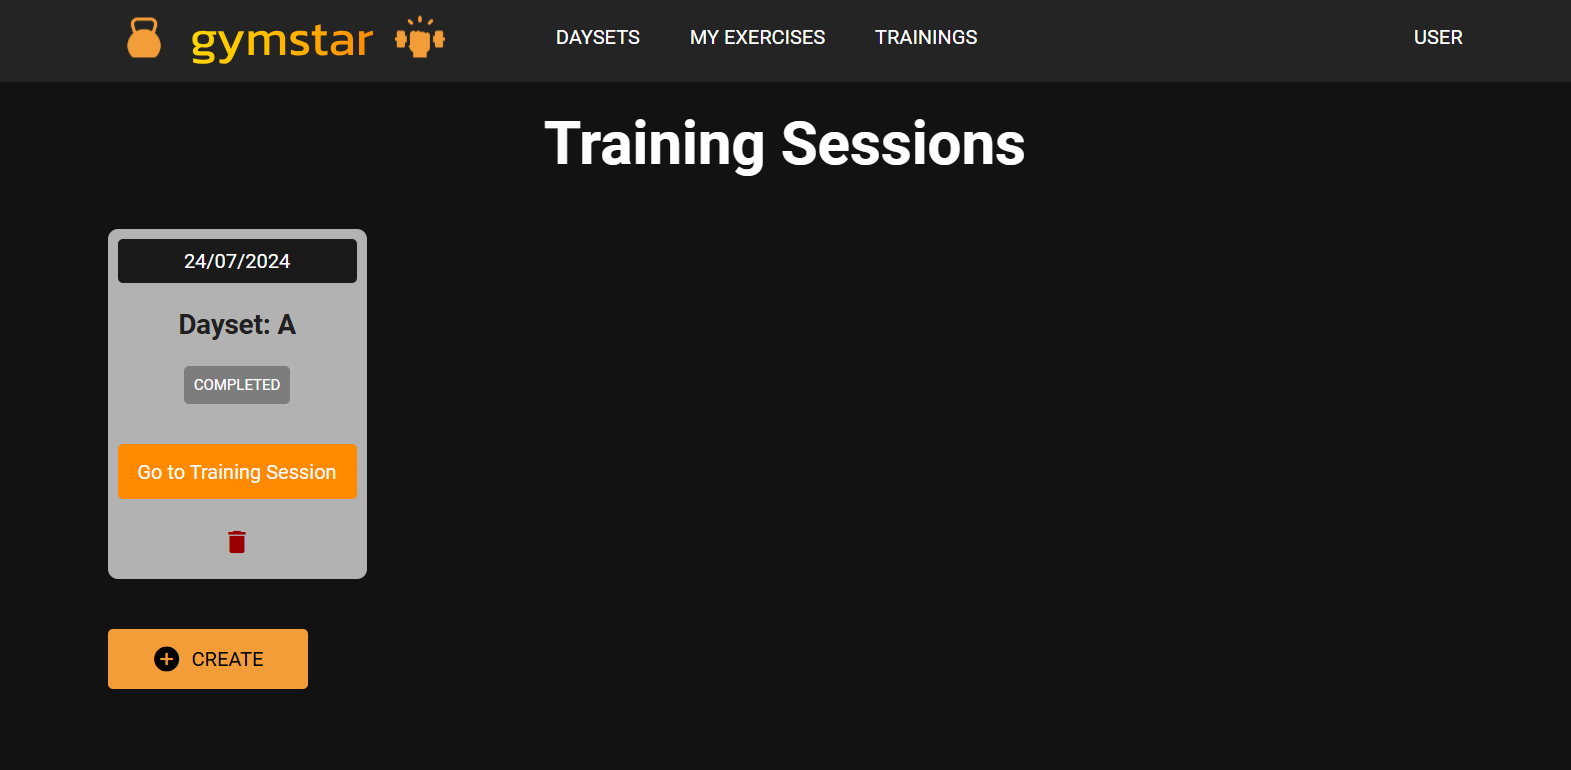 gymstar
DAYSETS MY EXERCISES TRAININGS USER
Training Sessions
24/07/2024
Dayset: A
COMPLETED
Go to Training Session
CREATE